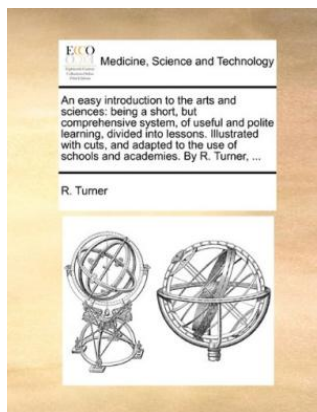 ECCO
Medicine, Science and Technology
An easy introduction to the arts and
sciences: being a short, but
comprehensive system, of useful and polite
learning, divided into lessons. Illustrated
with cuts, and adapted to the use of
schools and academies. By R. Turner, ...
R. Turner